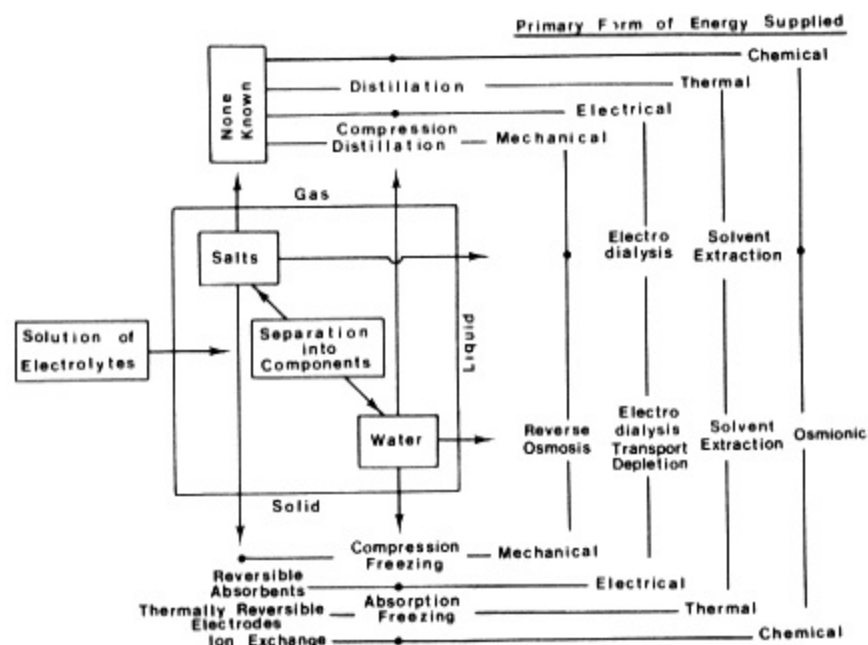 Primary Form of Energy Supplied
Chemical
Distillation
Thermal
None
Known
Electrical
Compression
Distillation
Mechanical
Gas
Salts
Electro
dialysis
Solvent
Extraction
Solution of
Electrolytes
Separation
into
Components
Liquid
Water
Reverse
Osmosis
Electro
dialysis
Transport
Depletion
Solvent
Extraction
Osmionic
Solid
Compression
Freezing
Mechanical
Reversible
Absorbents
Electrical
Thermally Reversible
Electrodes
Absorption
Freezing
Thermal
Ion Exchange
Chemical